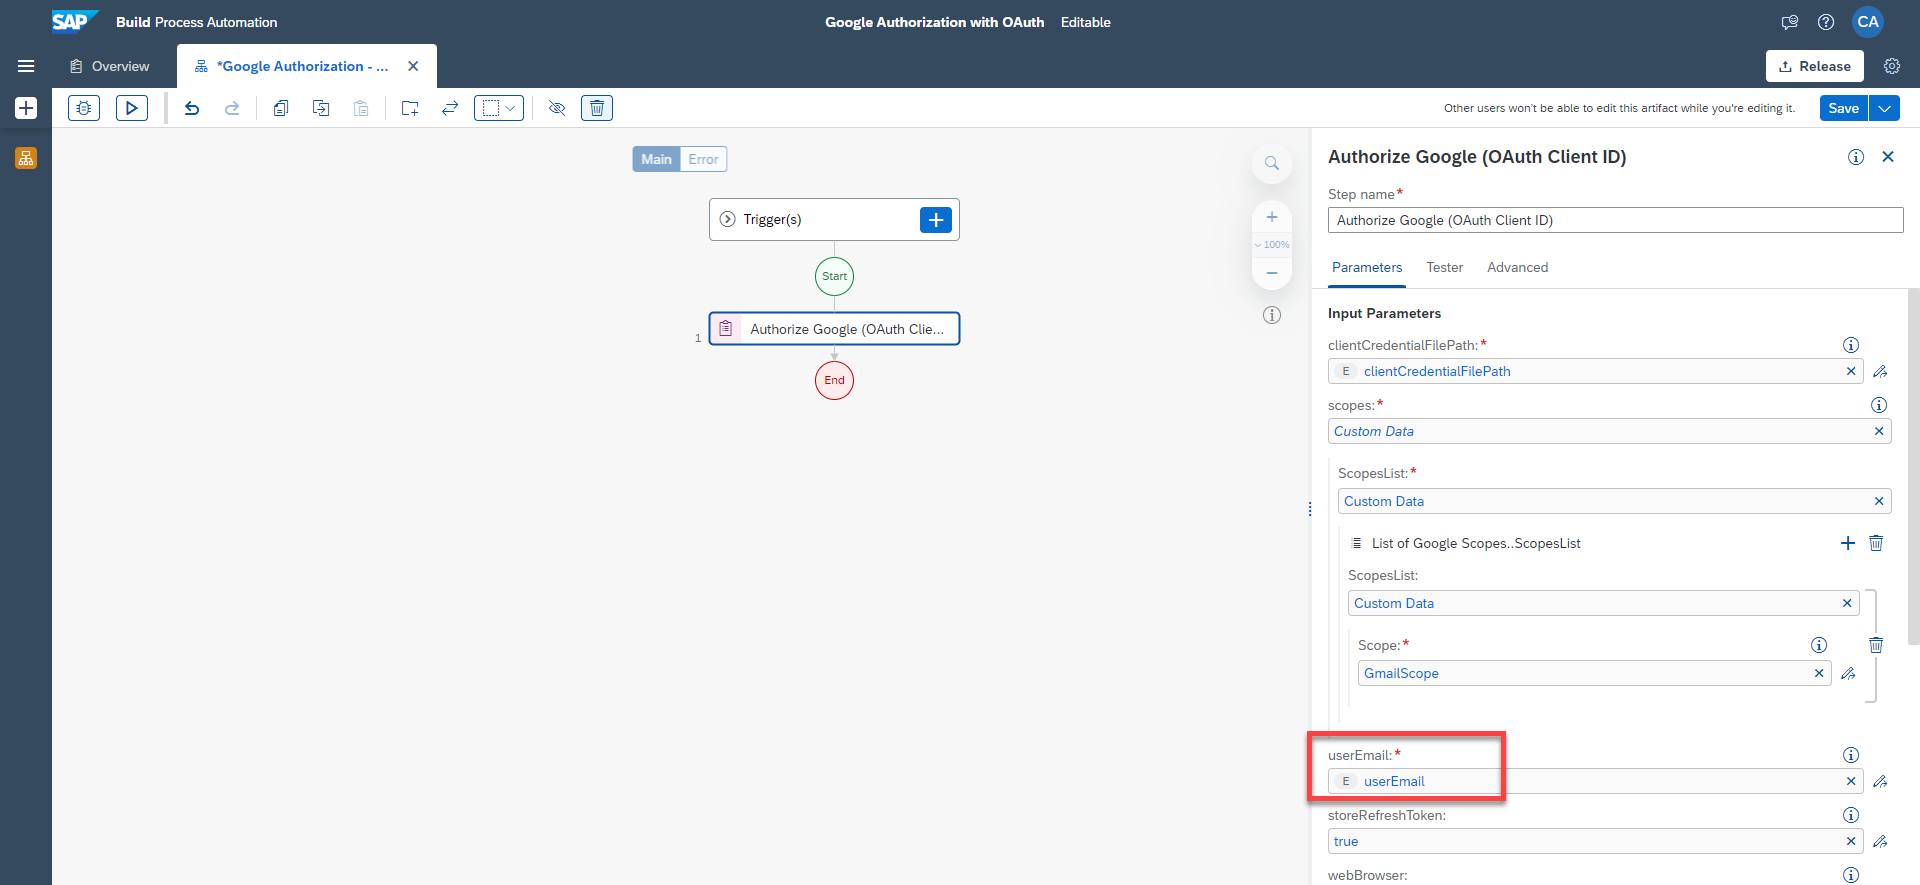 SAP Build Process Automation
Google Authorization with OAuth Editable
CA
Overview
*Google Authorization - ...
Release
Other users won't be able to edit this artifact while you're editing it.
Save
Main Error
Trigger(s)
Start
1
Authorize Google (OAuth Clie...
End
100%
Authorize Google (OAuth Client ID)
Step name*
Authorize Google (OAuth Client ID)
Parameters Tester Advanced
Input Parameters
clientCredentialFilePath:*
E clientCredentialFilePath
scopes:*
Custom Data
ScopesList:*
Custom Data
List of Google Scopes..ScopesList
ScopesList:
Custom Data
Scope:*
GmailScope
userEmail:*
E userEmail
storeRefreshToken:
true
webBrowser: